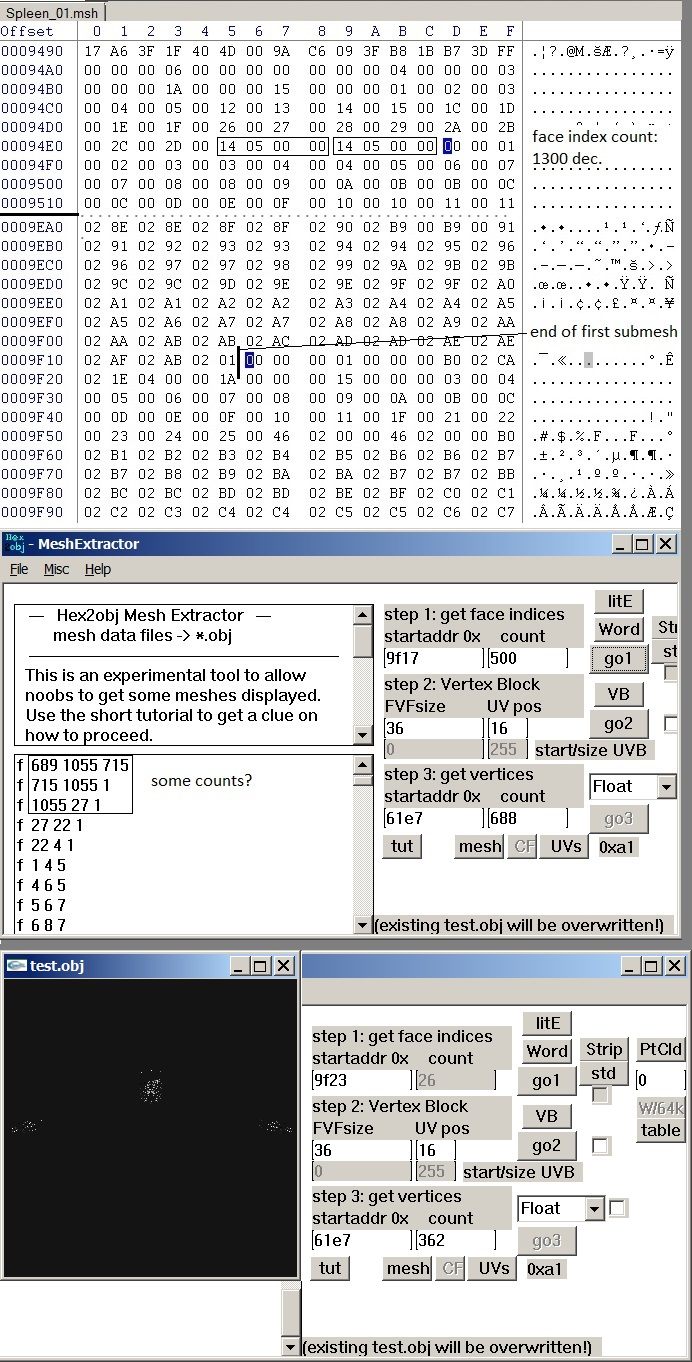 Spleen_01.msh
Offset 0 1 2 3 4 5 6 7 8 9 A B C D E F
0009490 17 A6 3F 1F 40 4D 00 9A C6 09 3F B8 1B B7 3D FF .¦?.@M.šÆ.?¸.·=ÿ
00094A0 00 00 00 06 00 00 00 00 00 00 00 04 00 00 00 03 ................
00094B0 00 00 00 1A 00 00 00 15 00 00 00 01 00 02 00 03 ................
00094C0 00 04 00 05 00 12 00 13 00 14 00 15 00 1C 00 1D ................
00094D0 00 1E 00 1F 00 26 00 27 00 28 00 29 00 2A 00 2B
00094E0 00 2C 00 2D 00 14 05 00 00 14 05 00 00 00 00 01
face index count:
1300 dec.
00094F0 00 02 00 03 00 03 00 04 00 04 00 05 00 06 00 07
0009500 00 07 00 08 00 08 00 09 00 0A 00 0B 00 0B 00 0C ................
0009510 00 0C 00 0D 00 0E 00 0F 00 10 00 10 00 11 00 11 ................
0009EA0 02 8E 02 8E 02 8F 02 8F 02 90 02 B9 00 B9 00 91
0009EB0 02 91 02 92 02 93 02 93 02 94 02 94 02 95 02 96
0009EC0 02 96 02 97 02 97 02 98 02 99 02 9A 02 9B 02 9B
0009ED0 02 9C 02 9C 02 9D 02 9E 02 9E 02 9F 02 9F 02 A0
0009EE0 02 A1 02 A1 02 A2 02 A2 02 A3 02 A4 02 A4 02 A5
0009EF0 02 A5 02 A6 02 A7 02 A7 02 A8 02 A8 02 A9 02 AA
0009F00 02 AA 02 AB 02 AB 02 AC 02 AD 02 AD 02 AE 02 AE
end of first submesh
0009F10 02 AF 02 AB 02 01 00 00 00 01 00 00 00 B0 02 CA
0009F20 02 1E 04 00 00 1A 00 00 00 15 00 00 00 03 00 04 ................
0009F30 00 05 00 06 00 07 00 08 00 09 00 0A 00 0B 00 0C ................
0009F40 00 0D 00 0E 00 0F 00 10 00 11 00 1F 00 21 00 22 .............!."
0009F50 00 23 00 24 00 25 00 46 02 00 00 46 02 00 00 B0 .#.$.%.F...F...°
0009F60 02 B1 02 B2 02 B3 02 B4 02 B5 02 B6 02 B6 02 B7 .±.².³.´.µ.¶.¶.·
0009F70 02 B7 02 B8 02 B9 02 BA 02 BA 02 B7 02 B7 02 BB .·.¸.¹.º.º.·.·.»
0009F80 02 BC 02 BC 02 BD 02 BD 02 BE 02 BF 02 C0 02 C1 .¼.¼.½.½.¾.¿.À.Á
0009F90 02 C2 02 C3 02 C4 02 C4 02 C5 02 C5 02 C6 02 C7 .Â.Ã.Ä.Ä.Å.Å.Æ.Ç
Hex obj - MeshExtractor
File Misc Help
— Hex2obj Mesh Extractor —
mesh data files -> *.obj
This is an experimental tool to allow
noobs to get some meshes displayed.
Use the short tutorial to get a clue on
how to proceed.
f 689 1055 715
f 715 1055 1
f 1055 27 1
f 27 22 1
f 22 4 1
f 1 4 5
f 4 6 5
f 5 6 7
f 6 8 7
some counts?
litE
step 1: get face indices
startaddr 0x count
Word
9f17 500
go1
step 2: Vertex Block
FVFsize UV pos
VB
36 16
go2
0 255 start/size UVB
step 3: get vertices
startaddr 0x count
Float
61e7 688
go3
tut mesh CF UVs 0xa1
(existing test.obj will be overwritten!)
test.obj
litE
step 1: get face indices
startaddr 0x count
Word Strip PtCld
9f23 26
go1 std 0
step 2: Vertex Block
FVFsize UV pos
VB W/64k
36 16
go2 table
0 255 start/size UVB
step 3: get vertices
startaddr 0x count
Float
61e7 362
go3
tut mesh CF UVs 0xa1
(existing test.obj will be overwritten!)